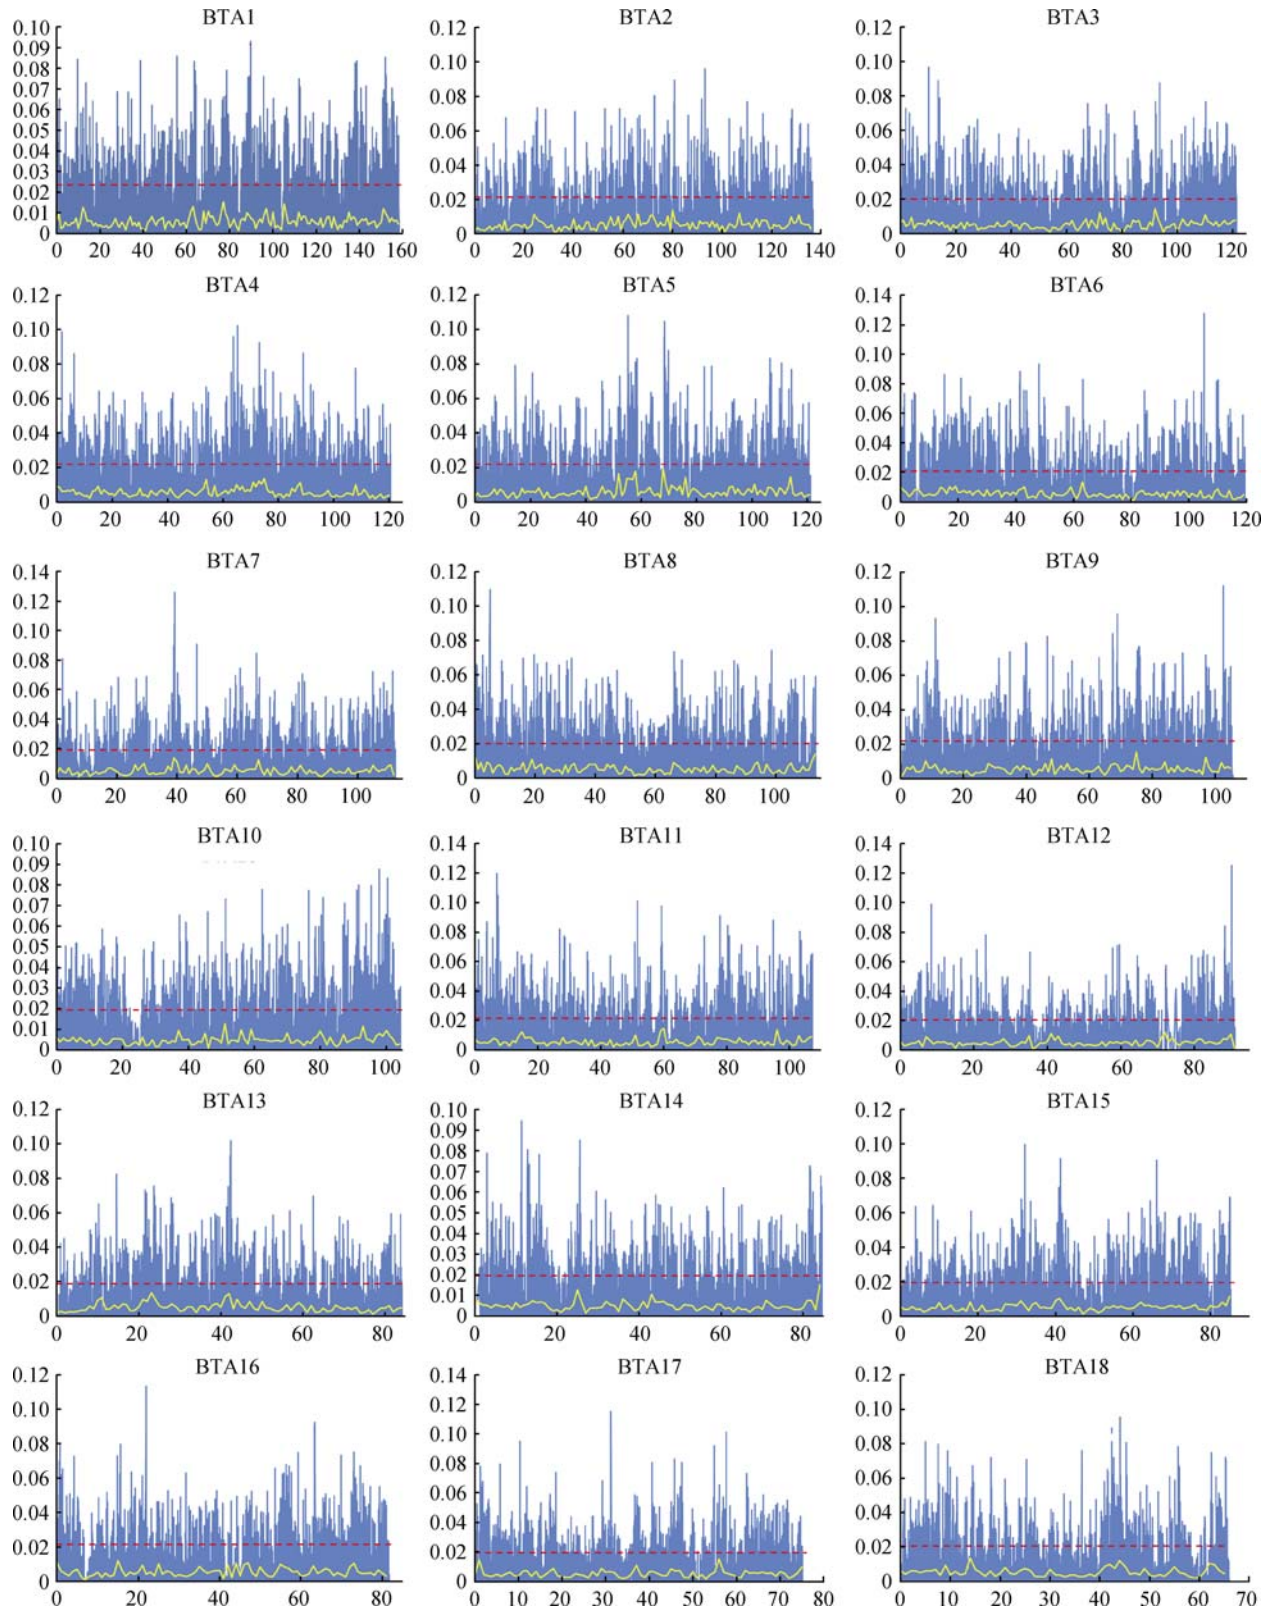 BTA1 BTA2 BTA3
0.10 0.12 0.12
0.09
0.08 0.10 0.10
0.07 0.08 0.08
0.06
0.05 0.06 0.06
0.04 0.04 0.04
0.03
0.02 0.02 0.02
0.01
0 0 0
0 20 40 60 80 100 120 140 160 0 20 40 60 80 100 120 140 0 20 40 60 80 100 120
BTA4 BTA5 BTA6
0.12 0.12 0.14
0.10 0.10 0.12
0.08 0.08 0.10
0.08
0.06 0.06 0.06
0.04 0.04 0.04
0.02 0.02 0.02
0 0 0
0 20 40 60 80 100 120 0 20 40 60 80 100 120 0 20 40 60 80 100 120
BTA7 BTA8 BTA9
0.14 0.12 0.12
0.12 0.10 0.10
0.10
0.08 0.08 0.08
0.06 0.06 0.06
0.04 0.04 0.04
0.02 0.02 0.02
0 0 0
0 20 40 60 80 100 0 20 40 60 80 100 0 20 40 60 80 100
BTA10 BTA11 BTA12
0.10 0.14 0.14
0.09
0.08 0.12 0.12
0.07 0.10 0.10
0.06 0.08 0.08
0.05
0.04 0.06 0.06
0.03 0.04 0.04
0.02 0.02 0.02
0.01
0 0 0
0 20 40 60 80 100 0 20 40 60 80 100 0 20 40 60 80
BTA13 BTA14 BTA15
0.12 0.10 0.12
0.09
0.10 0.08 0.10
0.08 0.07 0.08
0.06
0.06 0.05 0.06
0.04 0.04 0.04
0.03
0.02 0.02 0.02
0.01
0 0 0
0 20 40 60 80 0 20 40 60 80 0 20 40 60 80
BTA16 BTA17 BTA18
0.12 0.14 0.12
0.10 0.12 0.10
0.08 0.10 0.08
0.08
0.06 0.06 0.06
0.04 0.04 0.04
0.02 0.02 0.02
0 0 0
0 20 40 60 80 0 10 20 30 40 50 60 70 80 0 10 20 30 40 50 60 70